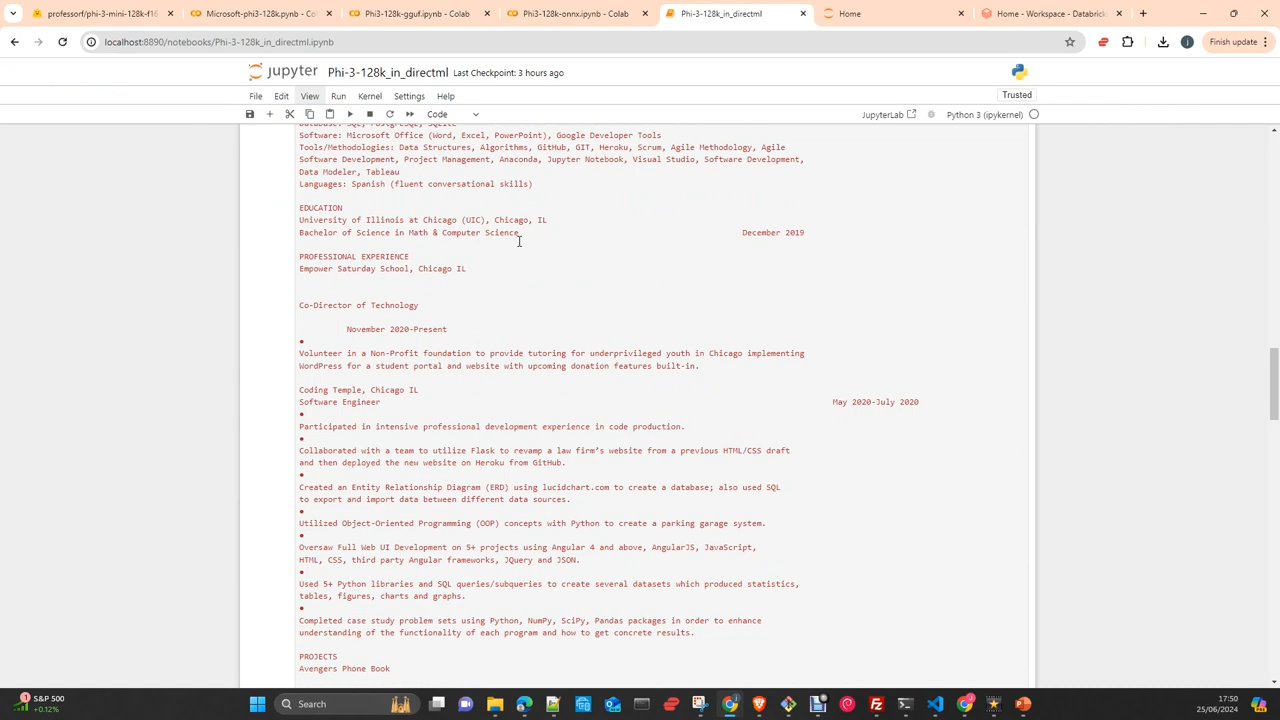 professorf/phi-3-mini-128k-f16
Microsoft-phi3-128k.ipynb - Co
Phi3-128k-gguf.ipynb - Colab
Phi3-128k-onnx.ipynb - Colab
Phi-3-128k_in_directml
Home
Home - Workspace - Databrick
localhost:8890/notebooks/Phi-3-128k_in_directml.ipynb
Finish update
jupyter Phi-3-128k_in_directml Last Checkpoint: 3 hours ago
File Edit View Run Kernel Settings Help
Trusted
Code
JupyterLab
Python 3 (ipykernel)
Software: Microsoft Office (Word, Excel, PowerPoint), Google Developer Tools
Tools/Methodologies: Data Structures, Algorithms, GitHub, GIT, Heroku, Scrum, Agile Methodology, Agile
Software Development, Project Management, Anaconda, Jupyter Notebook, Visual Studio, Software Development,
Data Modeler, Tableau
Languages: Spanish (fluent conversational skills)
EDUCATION
University of Illinois at Chicago (UIC), Chicago, IL
Bachelor of Science in Math & Computer Science December 2019
PROFESSIONAL EXPERIENCE
Empower Saturday School, Chicago IL
Co-Director of Technology
November 2020-Present
•
Volunteer in a Non-Profit foundation to provide tutoring for underprivileged youth in Chicago implementing
WordPress for a student portal and website with upcoming donation features built-in.
Coding Temple, Chicago IL
Software Engineer May 2020-July 2020
•
Participated in intensive professional development experience in code production.
•
Collaborated with a team to utilize Flask to revamp a law firm's website from a previous HTML/CSS draft
and then deployed the new website on Heroku from GitHub.
•
Created an Entity Relationship Diagram (ERD) using lucidchart.com to create a database; also used SQL
to export and import data between different data sources.
•
Utilized Object-Oriented Programming (OOP) concepts with Python to create a parking garage system.
•
Oversaw Full Web UI Development on 5+ projects using Angular 4 and above, AngularJS, JavaScript,
HTML, CSS, third party Angular frameworks, JQuery and JSON.
•
Used 5+ Python libraries and SQL queries/subqueries to create several datasets which produced statistics,
tables, figures, charts and graphs.
•
Completed case study problem sets using Python, NumPy, SciPy, Pandas packages in order to enhance
understanding of the functionality of each program and how to get concrete results.
PROJECTS
Avengers Phone Book
S&P 500
+0.12%
Search
17:50
25/06/2024